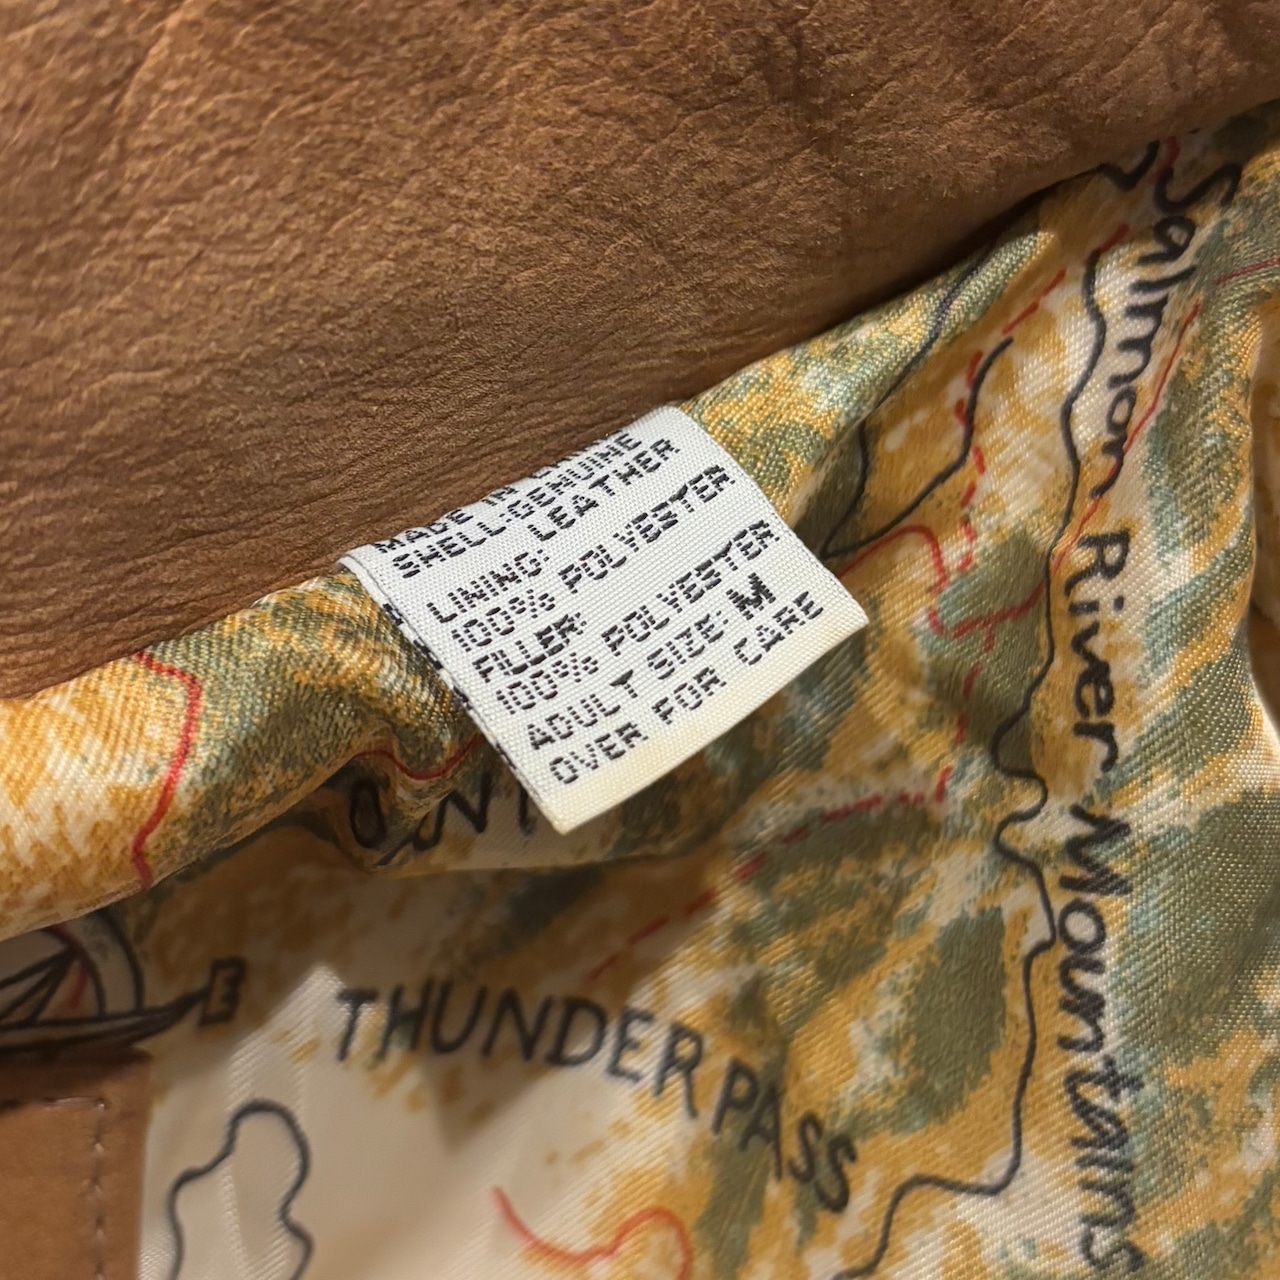 MADE IN
SHELL:GENUINE
LEATHER
LINING:
100% POLYESTER
FILLER:
100% POLYESTER
ADULT SIZE: M
OVER FOR CARE
Salmon River Mountains
E
THUNDER PASS